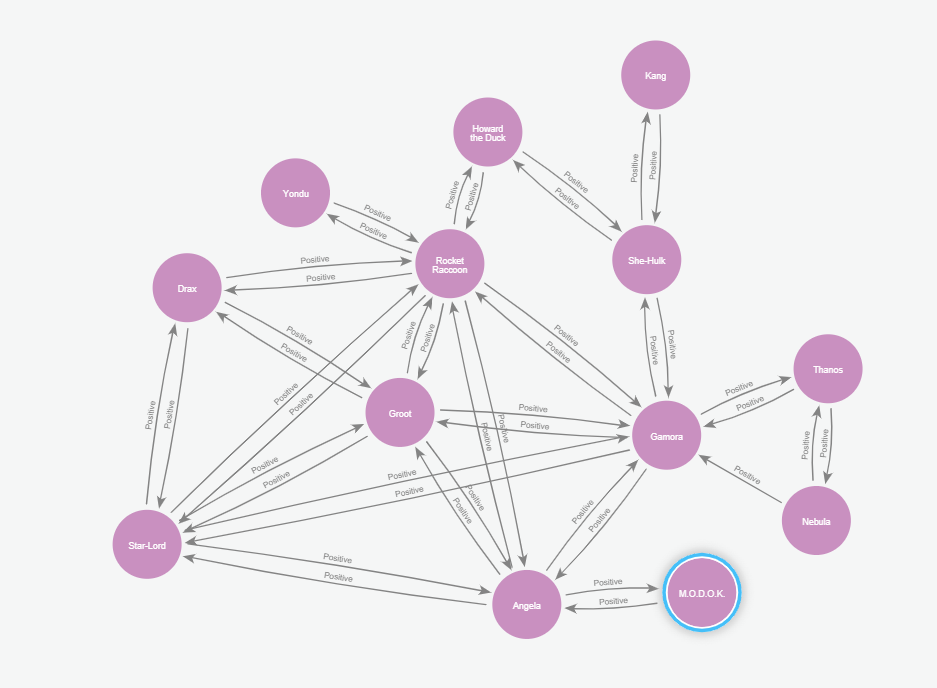 Kang
Howard
the Duck
Positive
Positive
Positive
Positive
Yondu
Positive
Positive
Positive
Positive
Positive
Positive
Rocket
Raccoon
She-Hulk
Positive
Positive
Drax
Positive
Positive
Positive
Positive
Positive
Positive
Positive
Positive
Thanos
Positive
Positive
Positive
Positive
Groot
Positive
Positive
Positive
Positive
Positive
Positive
Gamora
Positive
Positive
Positive
Positive
Positive
Positive
Positive
Positive
Positive
Positive
Positive
Nebula
Positive
Positive
Star-Lord
Positive
Positive
Positive
Positive
Angela
M.O.D.O.K.